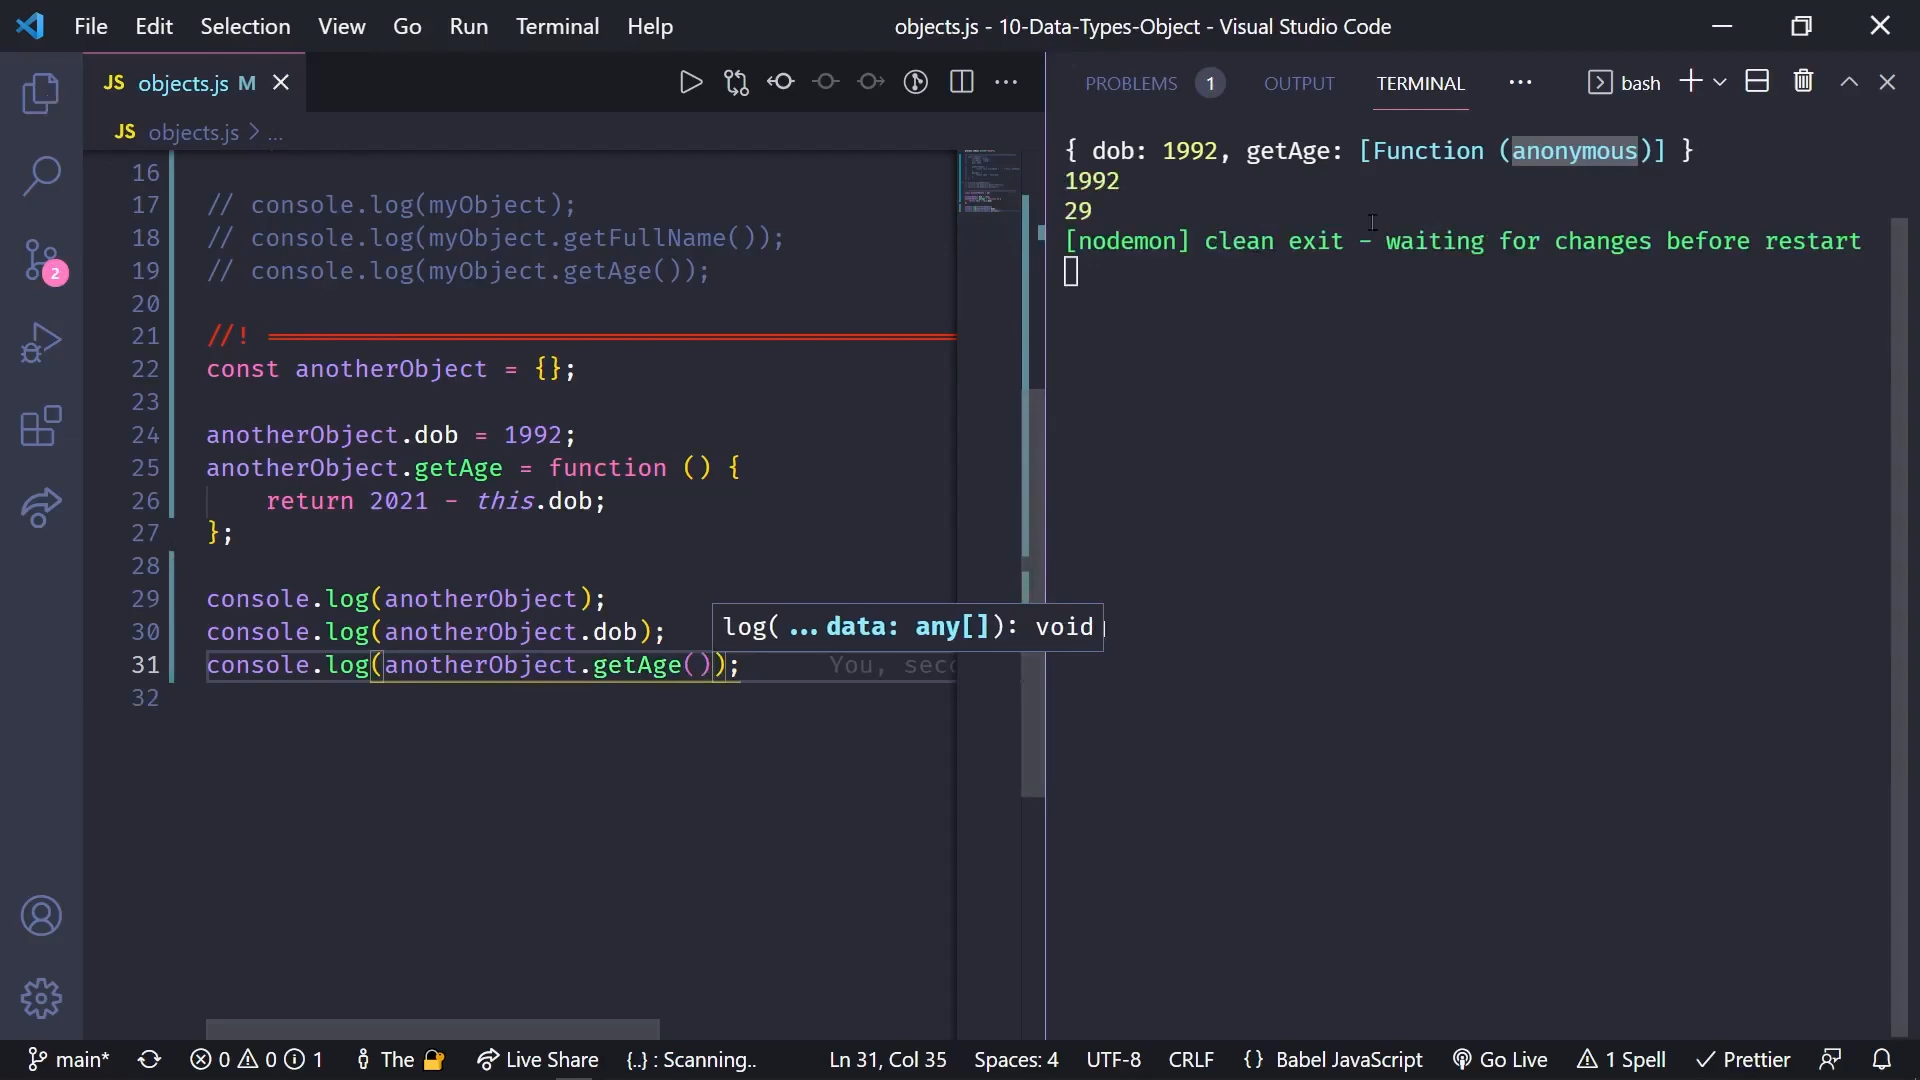 File Edit Selection View Go Run Terminal Help
objects.js - 10-Data-Types-Object - Visual Studio Code
JS objects.js M
JS objects.js > ...
16
17 // console.log(myObject);
18 // console.log(myObject.getFullName());
19 // console.log(myObject.getAge());
20
21 //! ==================================================
22 const anotherObject = {};
23
24 anotherObject.dob = 1992;
25 anotherObject.getAge = function () {
26 return 2021 - this.dob;
27 };
28
29 console.log(anotherObject);
30 console.log(anotherObject.dob);
log(...data: any[]): void
31 console.log(anotherObject.getAge()); You, sec
32
PROBLEMS 1 OUTPUT TERMINAL ... bash
{ dob: 1992, getAge: [Function (anonymous)] }
1992
29
[nodemon] clean exit - waiting for changes before restart
2
main* 0 0 1 The Live Share {..} : Scanning.. Ln 31, Col 35 Spaces: 4 UTF-8 CRLF {} Babel JavaScript Go Live 1 Spell Prettier